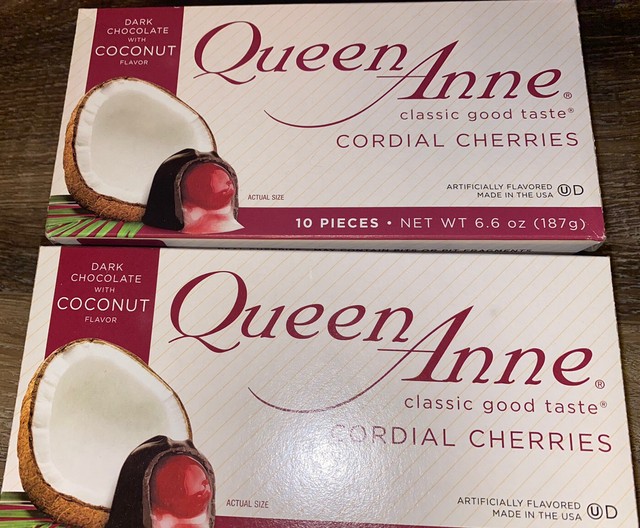 DARK
CHOCOLATE
WITH
COCONUT
FLAVOR
Queen Anne®
classic good taste®
CORDIAL CHERRIES
ACTUAL SIZE
ARTIFICIALLY FLAVORED
MADE IN THE USA
Ⓤ D
10 PIECES • NET WT 6.6 oz (187g)
DARK
CHOCOLATE
WITH
COCONUT
FLAVOR
Queen Anne®
classic good taste®
CORDIAL CHERRIES
ACTUAL SIZE
ARTIFICIALLY FLAVORED
MADE IN THE USA
Ⓤ D